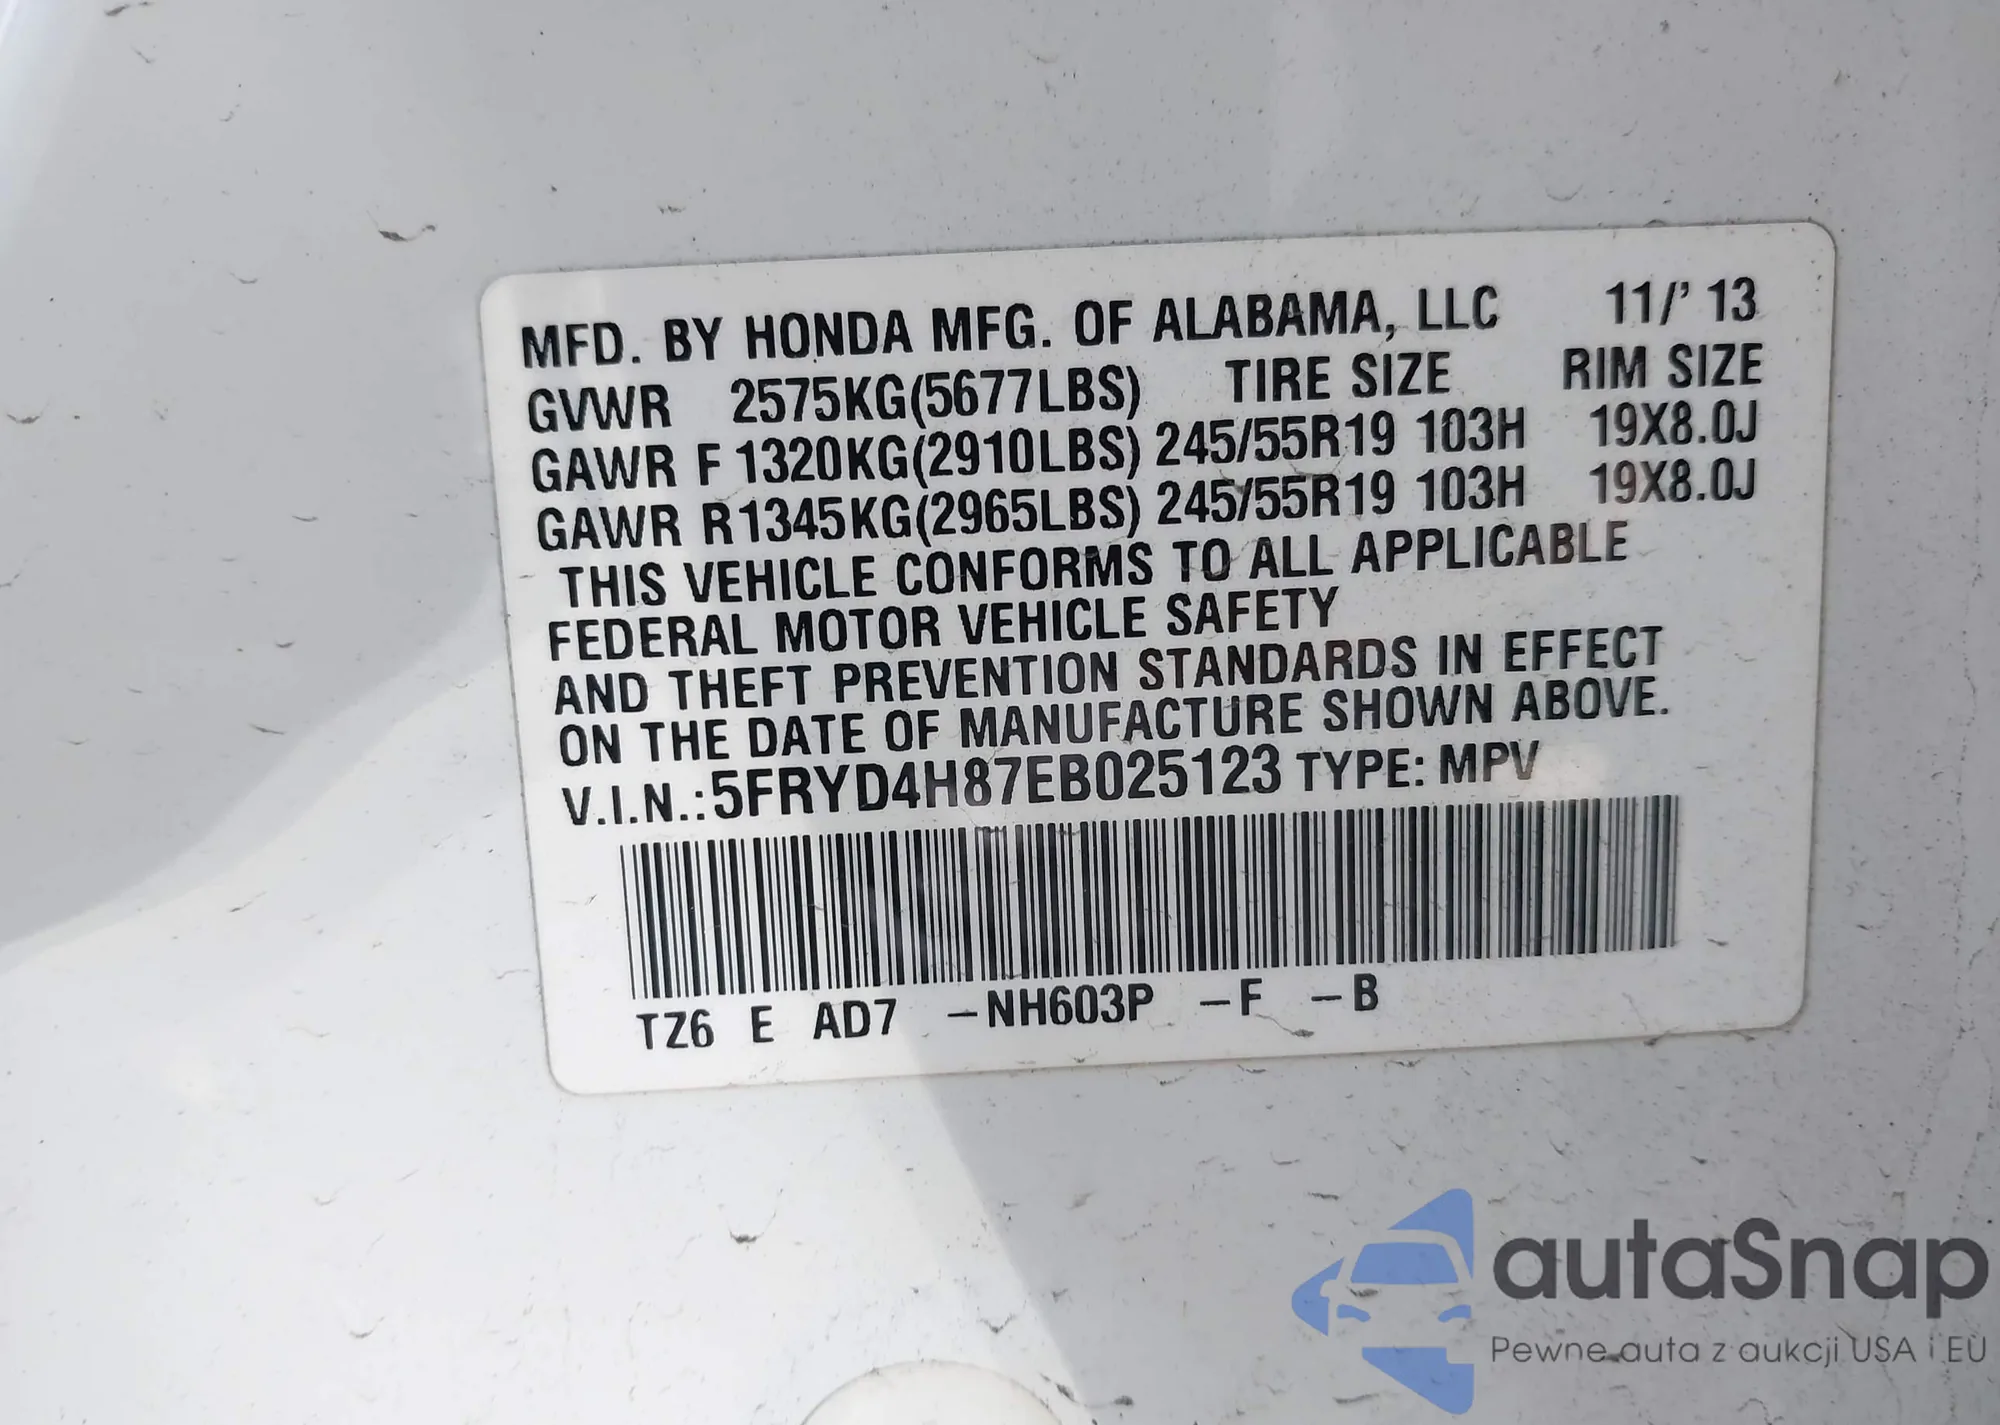 MFD. BY HONDA MFG. OF ALABAMA, LLC 11/' 13
GVWR 2575KG(5677LBS) TIRE SIZE RIM SIZE
GAWR F 1320KG(2910LBS) 245/55R19 103H 19X8.0J
GAWR R1345KG(2965LBS) 245/55R19 103H 19X8.0J
THIS VEHICLE CONFORMS TO ALL APPLICABLE
FEDERAL MOTOR VEHICLE SAFETY
AND THEFT PREVENTION STANDARDS IN EFFECT
ON THE DATE OF MANUFACTURE SHOWN ABOVE.
V.I.N.:5FRYD4H87EB025123 TYPE: MPV
TZ6 E AD7 –NH603P –F –B
autaSnap
Pewne auta z aukcji USA i EU